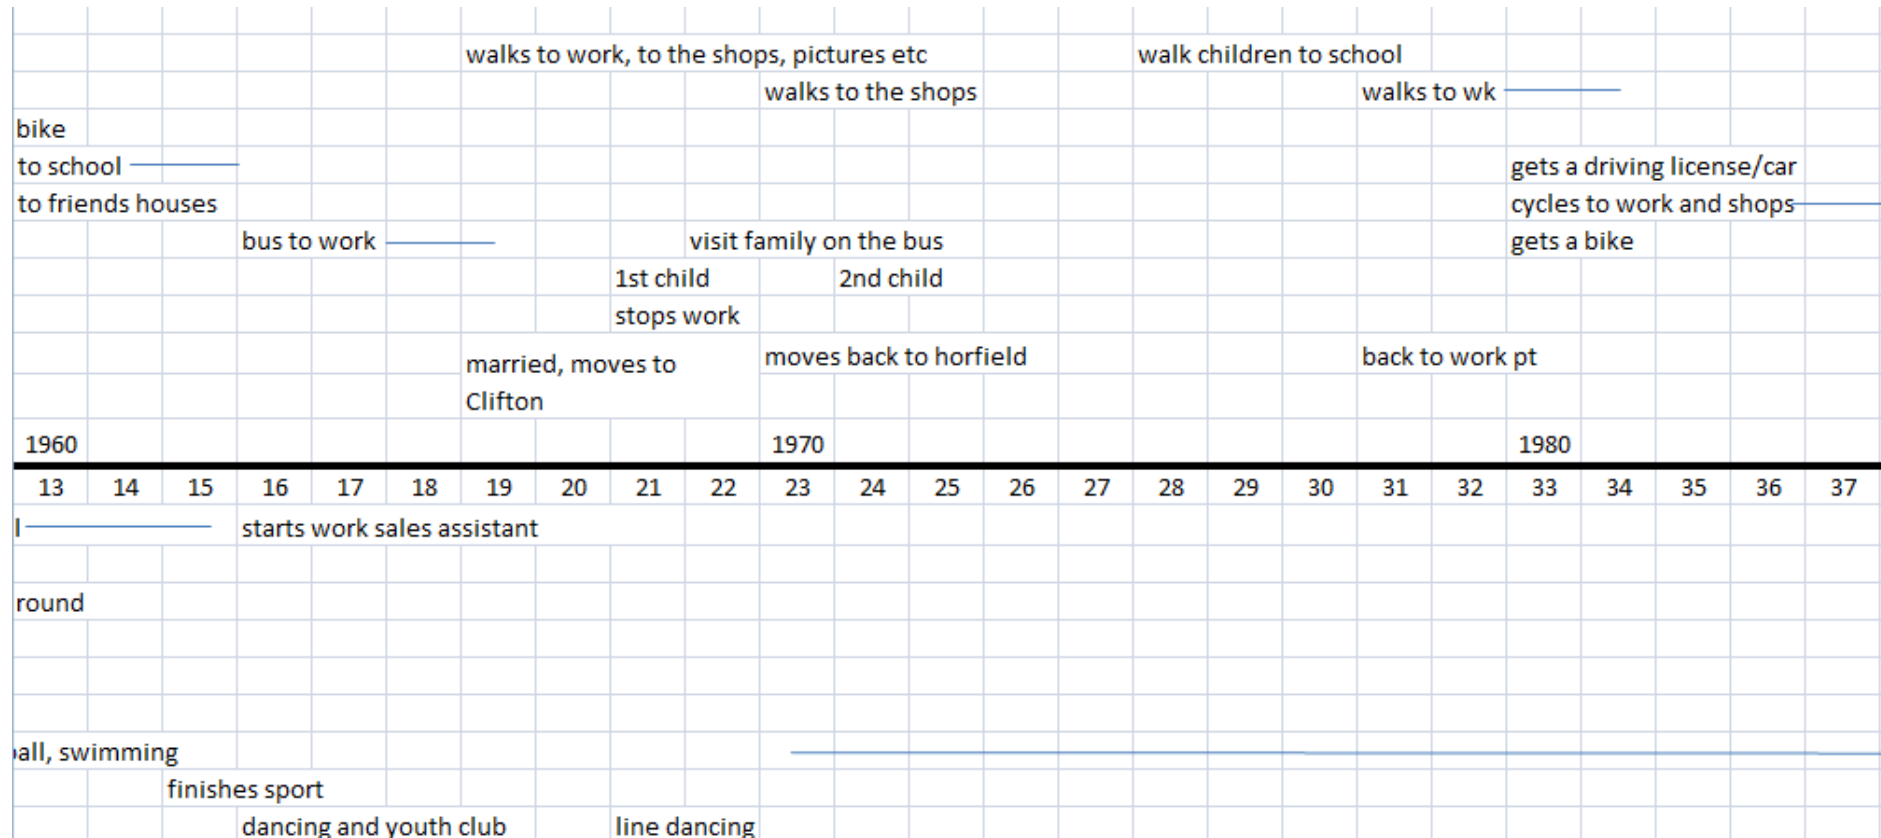 walks to work, to the shops, pictures etc walk children to school
walks to the shops walks to wk
bike
to school gets a driving license/car
to friends houses cycles to work and shops
bus to work visit family on the bus gets a bike
1st child 2nd child
stops work
married, moves to Clifton moves back to horfield back to work pt
1960 1970 1980
13 14 15 16 17 18 19 20 21 22 23 24 25 26 27 28 29 30 31 32 33 34 35 36 37
l starts work sales assistant
round
all, swimming
finishes sport
dancing and youth club line dancing